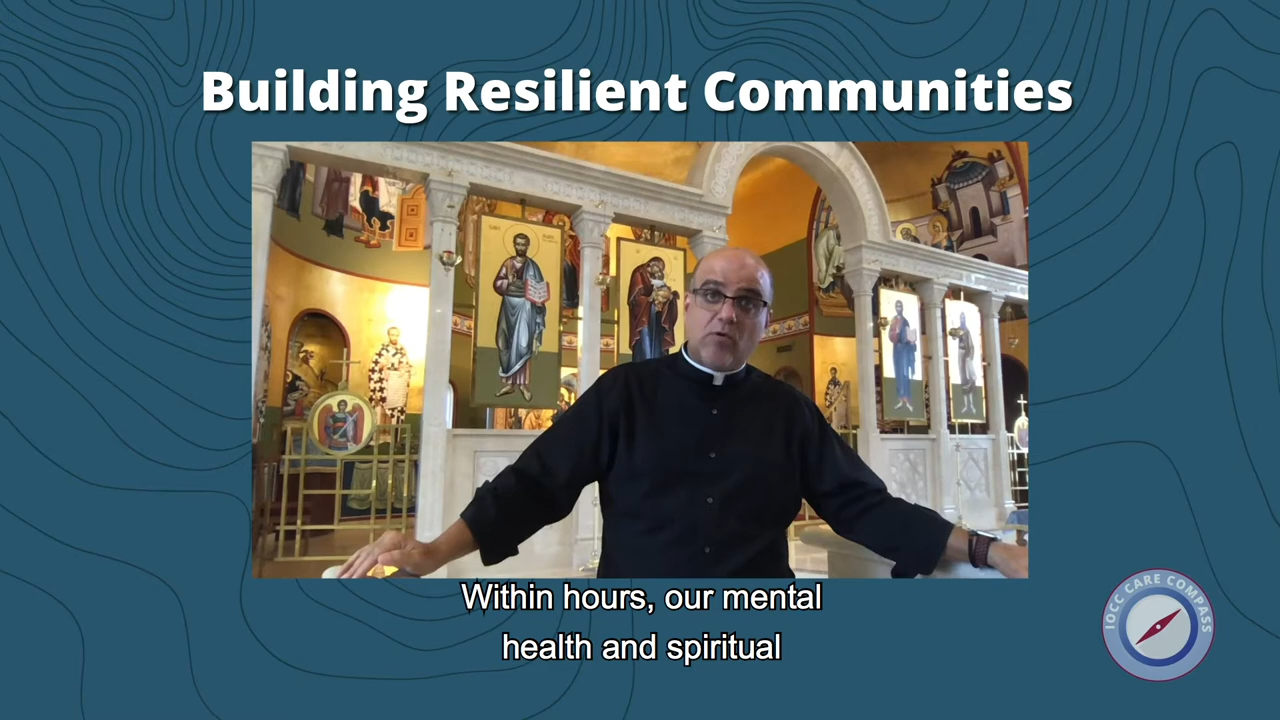 Building Resilient Communities
Within hours, our mental
health and spiritual
IOCC CARE COMPASS